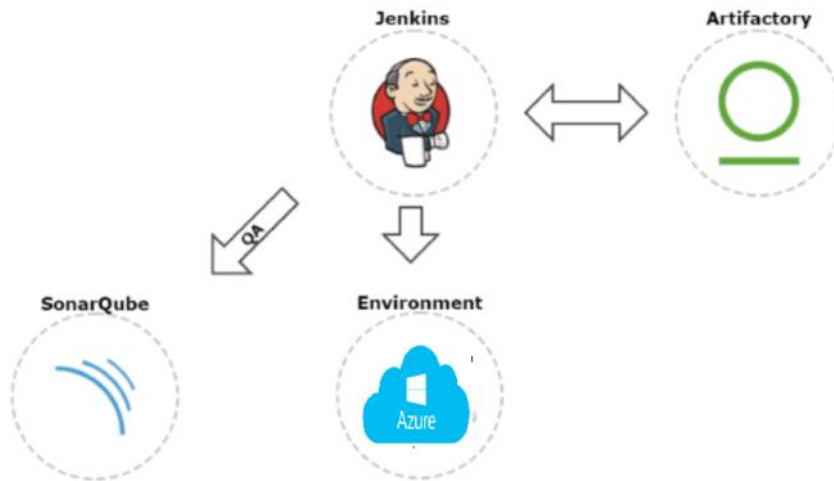 Jenkins
Artifactory
QA
SonarQube
Environment
Azure